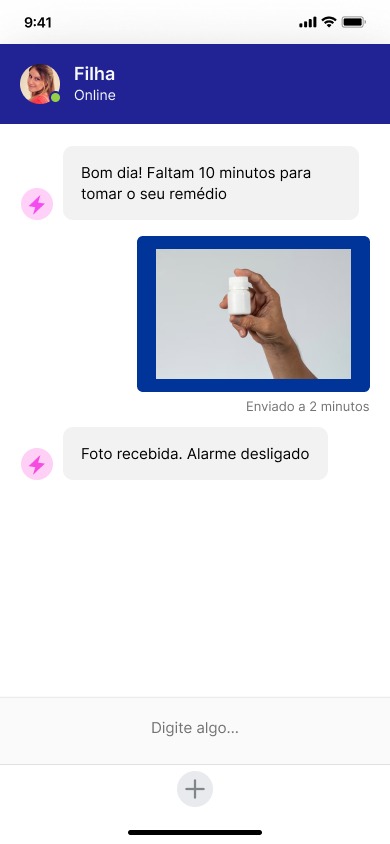 9:41
Filha
Online
Bom dia! Faltam 10 minutos para
tomar o seu remédio
Enviado a 2 minutos
Foto recebida. Alarme desligado
Digite algo...